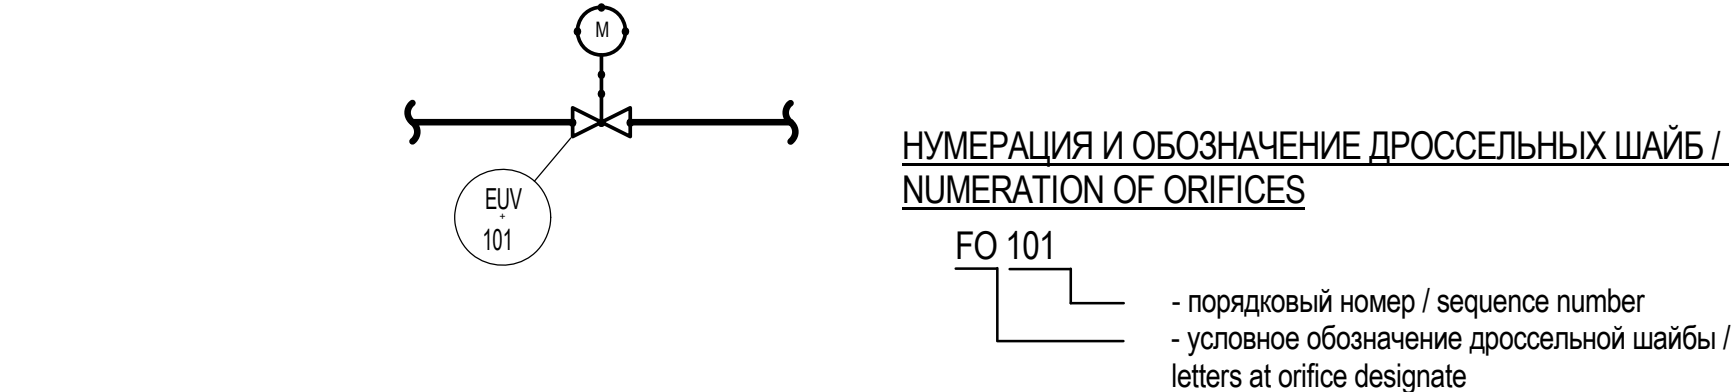 M
EUV
+
101
НУМЕРАЦИЯ И ОБОЗНАЧЕНИЕ ДРОССЕЛЬНЫХ ШАЙБ /
NUMERATION OF ORIFICES
FO 101
- порядковый номер / sequence number
- условное обозначение дроссельной шайбы /
letters at orifice designate